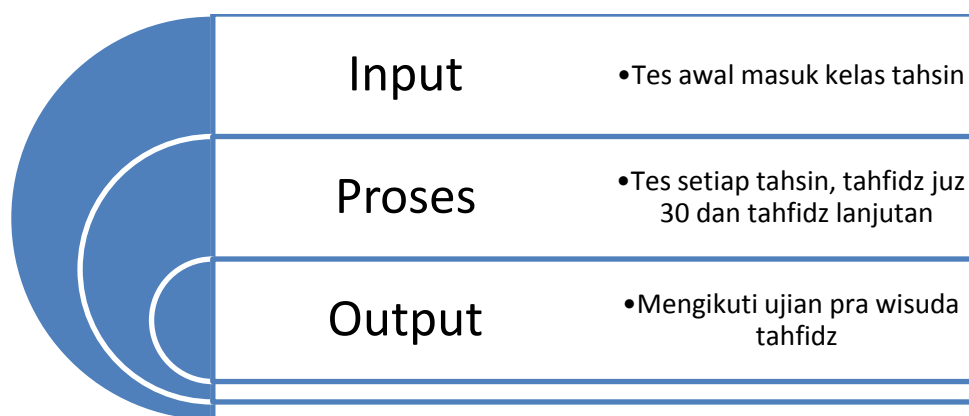 Input
•Tes awal masuk kelas tahsin
Proses
•Tes setiap tahsin, tahfidz juz
30 dan tahfidz lanjutan
Output
•Mengikuti ujian pra wisuda
tahfidz